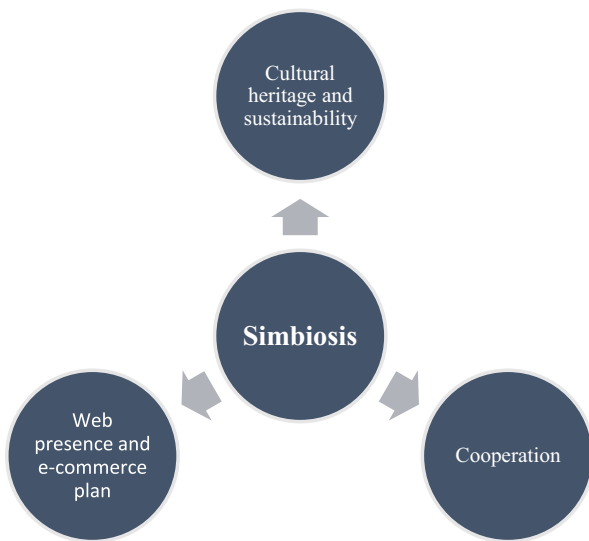 Cultural
heritage and
sustainability
Simbiosis
Web
presence and
e-commerce
plan
Cooperation